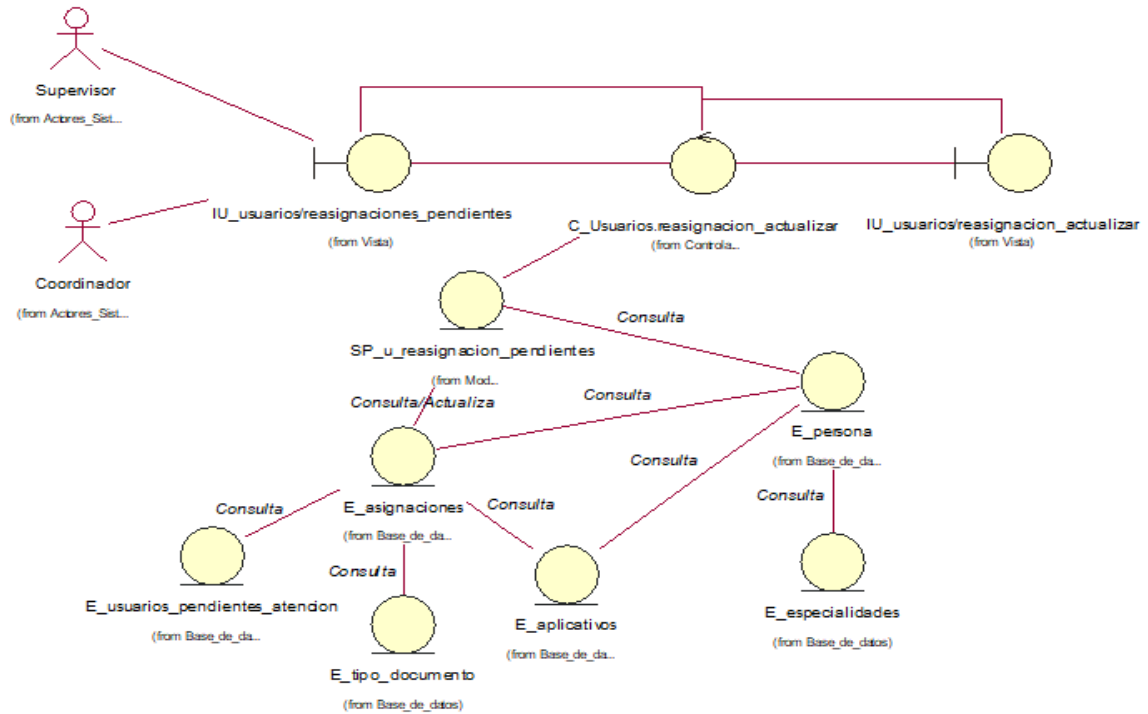 Supervisor
(from Actores_Sist...
IU_usuarios/reasignaciones_pendientes
(from Vista)
C_Usuarios.reasignacion_actualizar
(from Controla...
IU_usuarios/reasignacion_actualizar
(from Vista)
Coordinador
(from Actores_Sist...
SP_u_reasignacion_pendientes
(from Mod...
Consulta
Consulta/Actualiza
Consulta
E_persona
(from Base_de_da...
Consulta
Consulta
E_asignaciones
(from Base_de_da...
Consulta
Consulta
Consulta
E_usuarios_pendientes_atencion
(from Base_de_da...
E_tipo_documento
(from Base_de_datos)
E_aplicativos
(from Base_de_da...
E_especialidades
(from Base_de_datos)